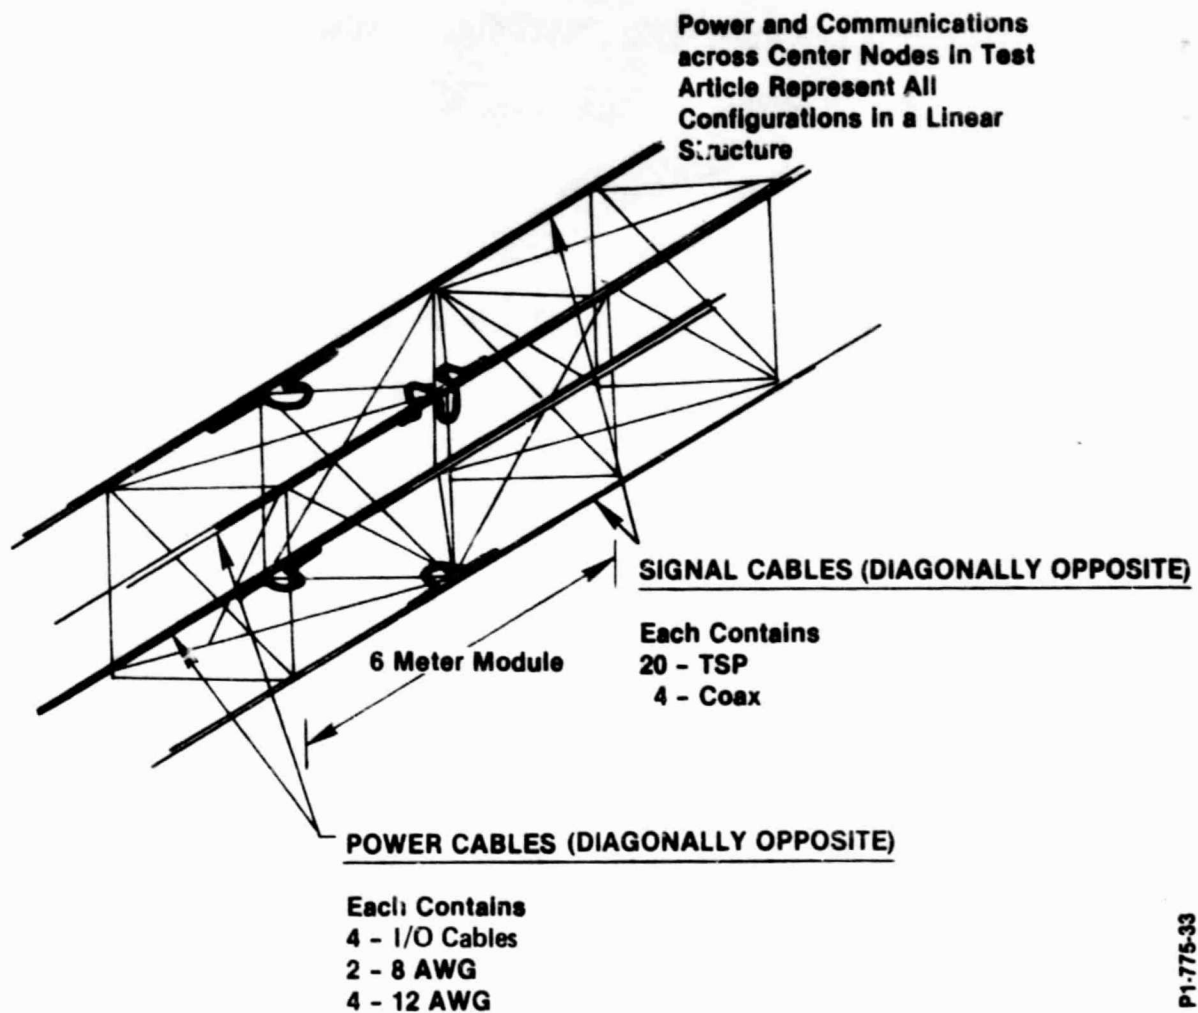 Power and Communications
across Center Nodes in Test
Article Represent All
Configurations in a Linear
Structure
SIGNAL CABLES (DIAGONALLY OPPOSITE)
Each Contains
20 - TSP
4 - Coax
6 Meter Module
POWER CABLES (DIAGONALLY OPPOSITE)
Each Contains
4 - I/O Cables
2 - 8 AWG
4 - 12 AWG
P1-775-33